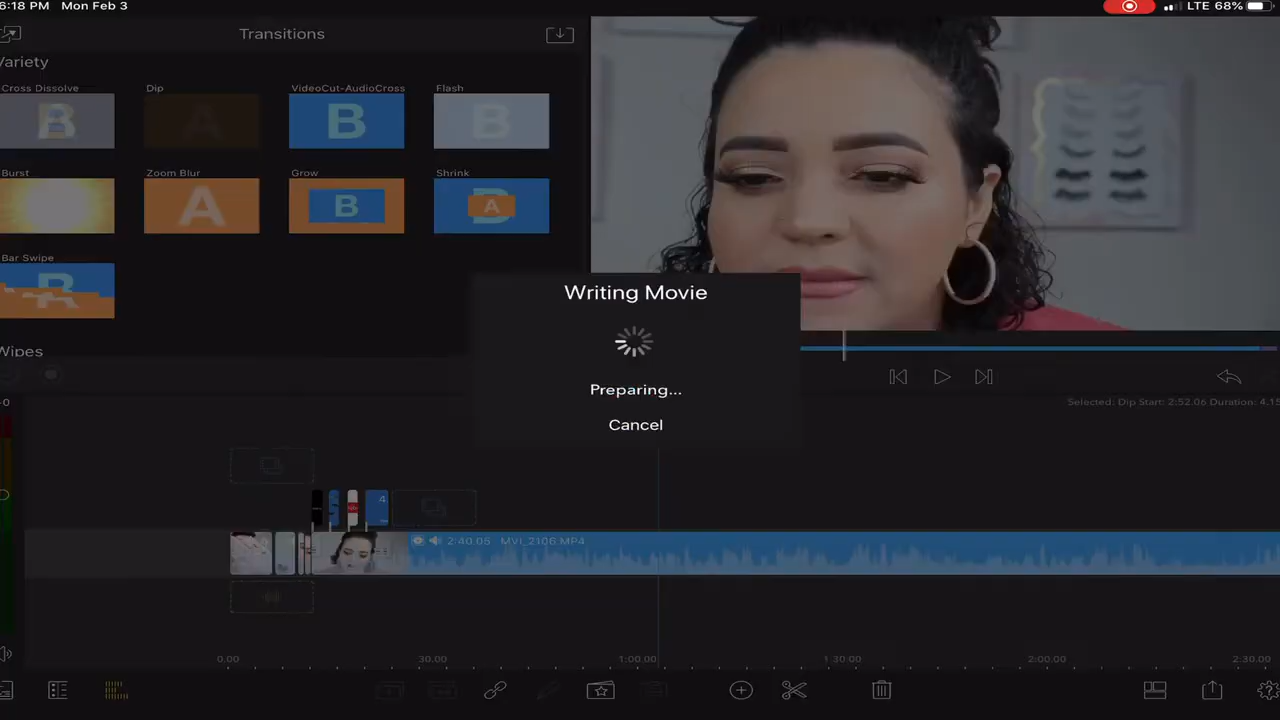 6:18 PM Mon Feb 3
LTE 68%
Transitions
Variety
Cross Dissolve
Dip
VideoCut-AudioCross
Flash
B
A
B
B
Burst
Zoom Blur
Grow
Shrink
A
B
A
Bar Swipe
Wipes
Writing Movie
Preparing...
Cancel
Selected: Dip Start: 2:52.06 Duration: 4.15
4
2:40.05 MVI_2106.MP4
0.00
30.00
1:00.00
1:30.00
2:00.00
2:30.00